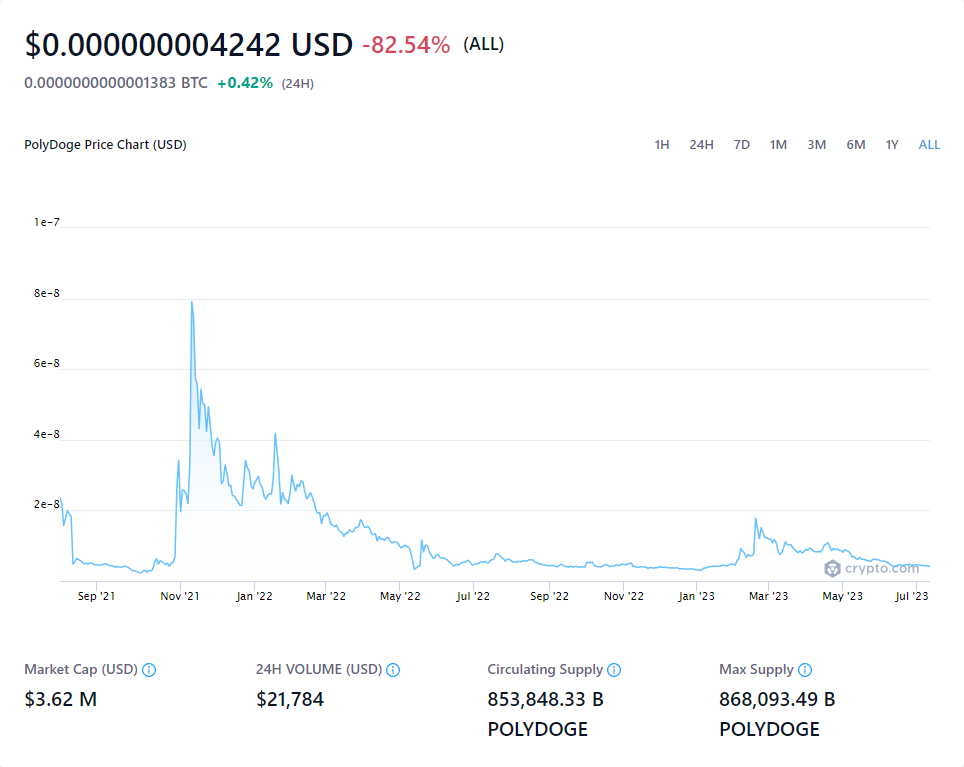 $0.000000004242 USD -82.54% (ALL)
0.0000000000001383 BTC +0.42% (24H)
PolyDoge Price Chart (USD) 1H 24H 7D 1M 3M 6M 1Y ALL
1e-7
8e-8
6e-8
4e-8
2e-8
crypto.com
Sep '21 Nov '21 Jan '22 Mar '22 May '22 Jul '22 Sep '22 Nov '22 Jan '23 Mar '23 May '23 Jul '23
Market Cap (USD) 24H VOLUME (USD) Circulating Supply Max Supply
$3.62 M $21,784 853,848.33 B 868,093.49 B
POLYDOGE POLYDOGE